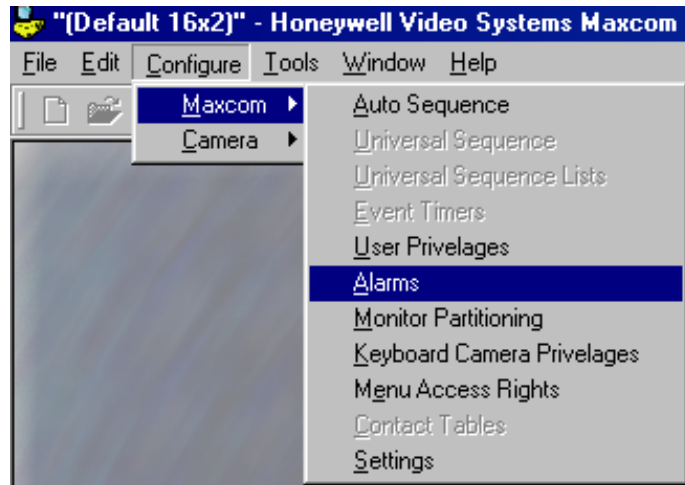 "(Default 16x2)" - Honeywell Video Systems Maxcom
File Edit Configure Tools Window Help
Maxcom
Camera
Auto Sequence
Universal Sequence
Universal Sequence Lists
Event Timers
User Privelages
Alarms
Monitor Partitioning
Keyboard Camera Privelages
Menu Access Rights
Contact Tables
Settings